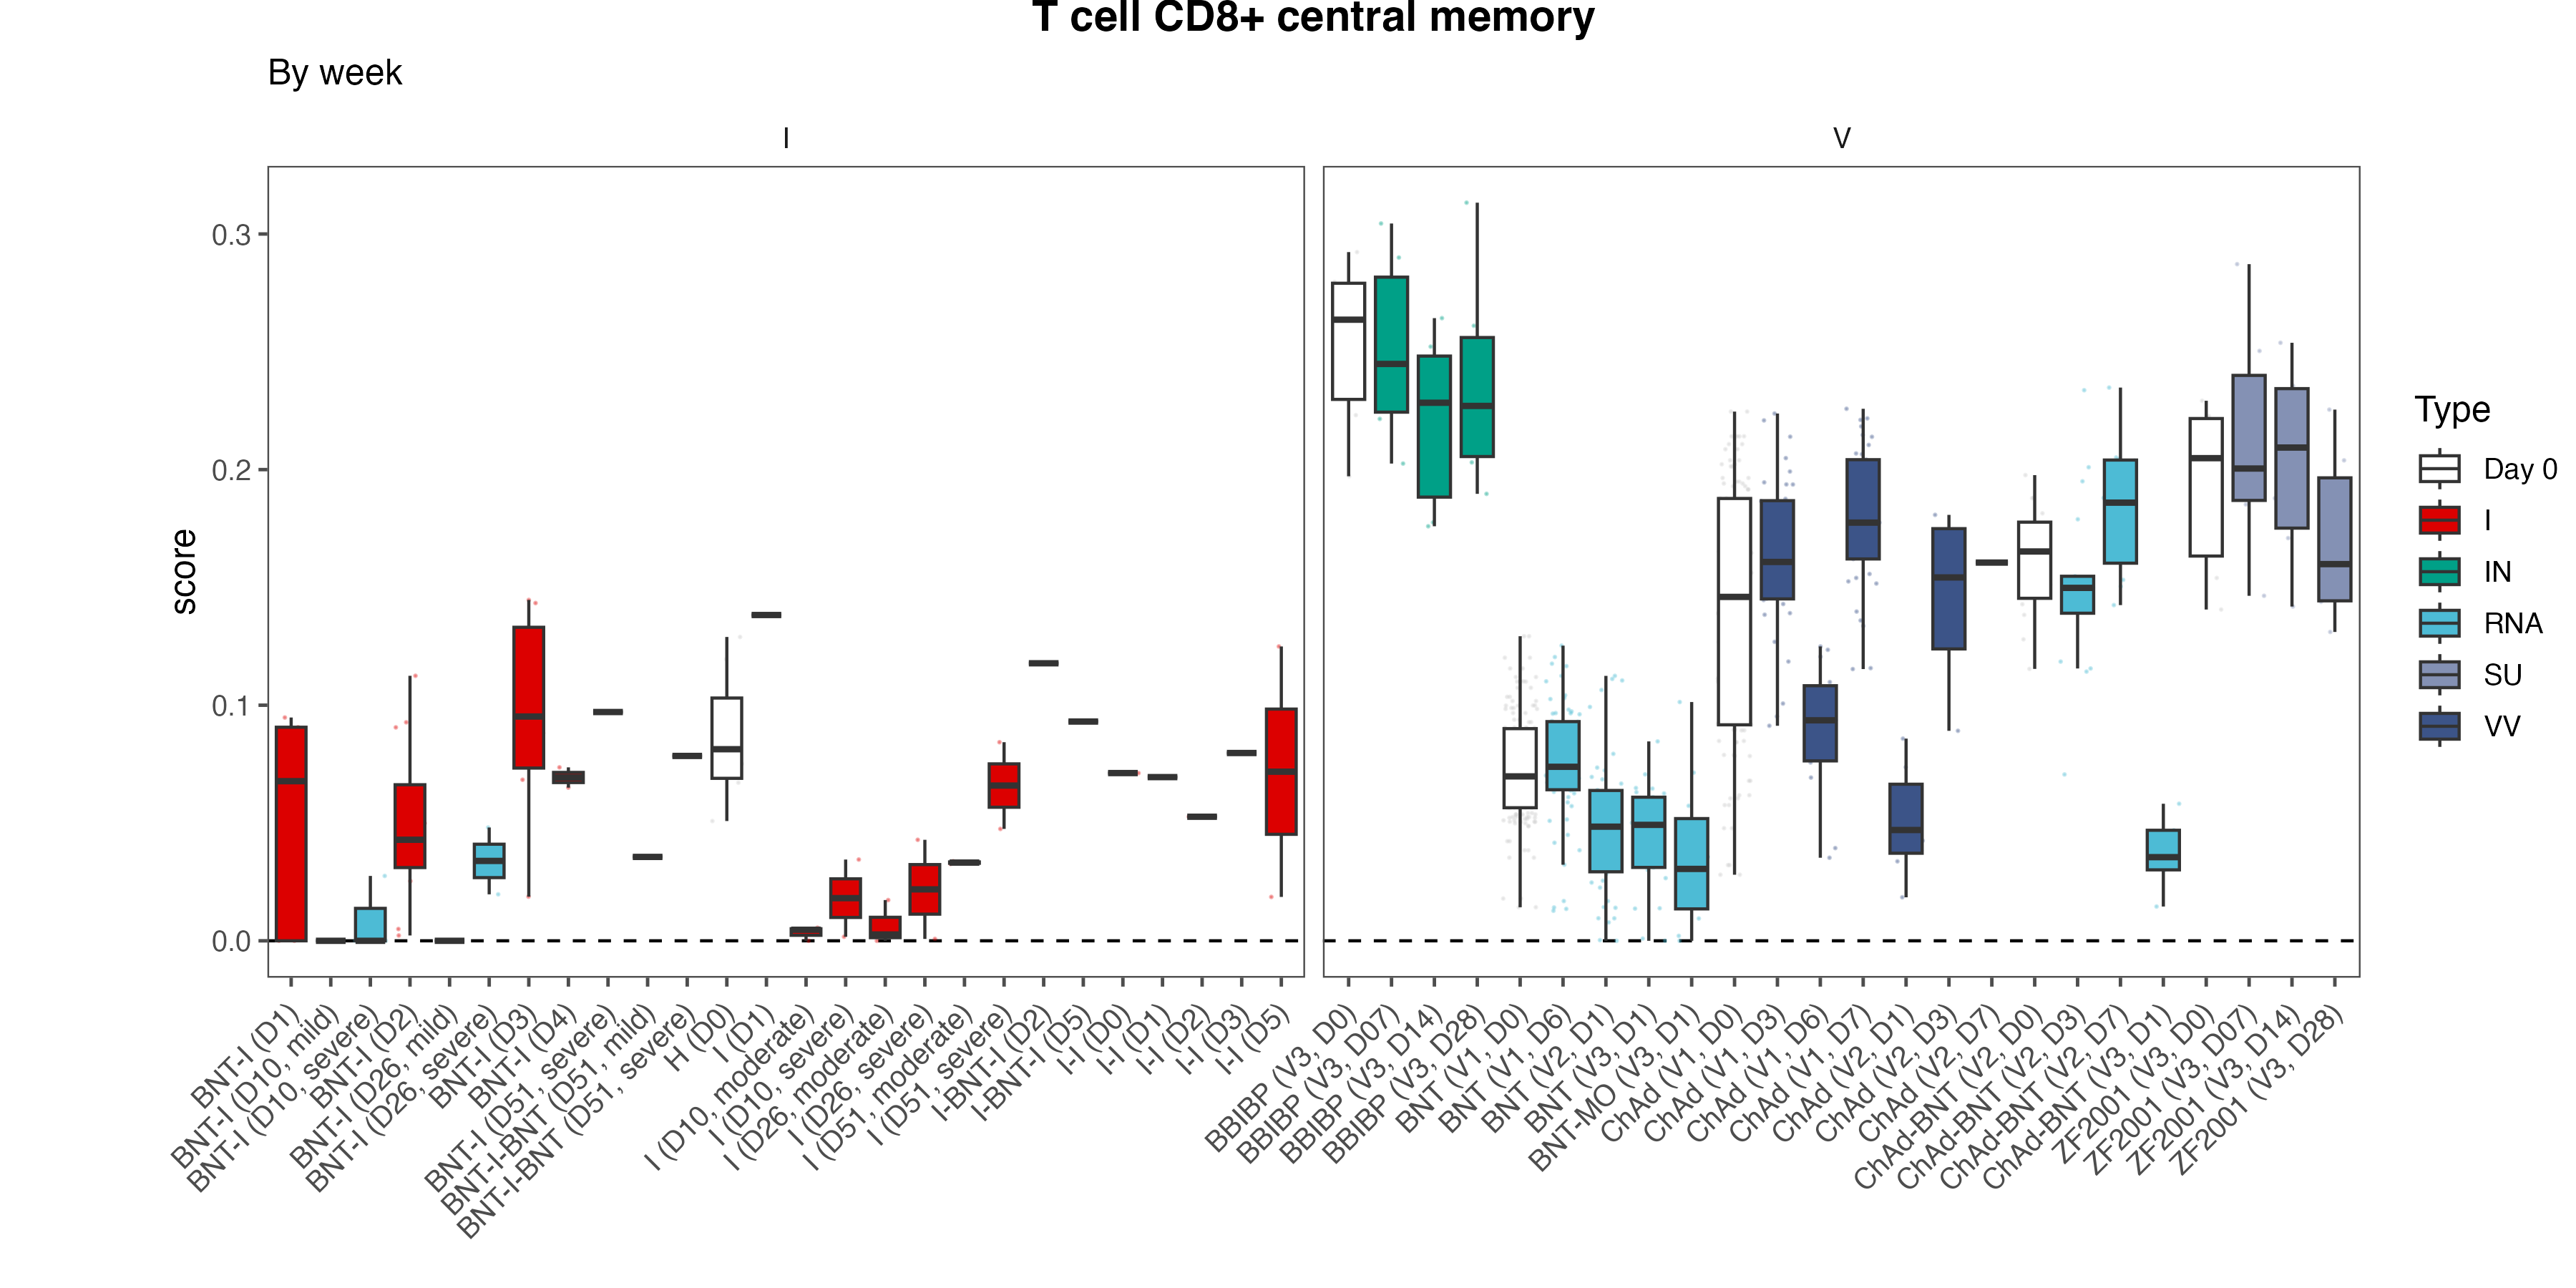 T cell CD8+ central memory
By week
I
V
score
0.3
0.2
0.1
0.0
BNT-I (D1)
BNT-I (D10, mild)
BNT-I (D10, severe)
BNT-I (D2)
BNT-I (D26, mild)
BNT-I (D26, severe)
BNT-I (D3)
BNT-I (D4)
BNT-I (D51, severe)
BNT-I-BNT (D51, mild)
BNT-I-BNT (D51, severe)
H (D0)
I (D1)
I (D10, moderate)
I (D10, severe)
I (D26, moderate)
I (D26, severe)
I (D51, moderate)
I (D51, severe)
I-BNT-I (D2)
I-BNT-I (D5)
I-I (D0)
I-I (D1)
I-I (D2)
I-I (D3)
I-I (D5)
BBIBP (V3, D0)
BBIBP (V3, D07)
BBIBP (V3, D14)
BBIBP (V3, D28)
BNT (V1, D0)
BNT (V1, D6)
BNT (V2, D1)
BNT (V3, D1)
BNT-MO (V3, D1)
ChAd (V1, D0)
ChAd (V1, D3)
ChAd (V1, D6)
ChAd (V1, D7)
ChAd (V2, D1)
ChAd (V2, D3)
ChAd (V2, D7)
ChAd-BNT (V2, D0)
ChAd-BNT (V2, D3)
ChAd-BNT (V2, D7)
ChAd-BNT (V3, D1)
ZF2001 (V3, D0)
ZF2001 (V3, D07)
ZF2001 (V3, D14)
ZF2001 (V3, D28)
Type
Day 0
I
IN
RNA
SU
VV